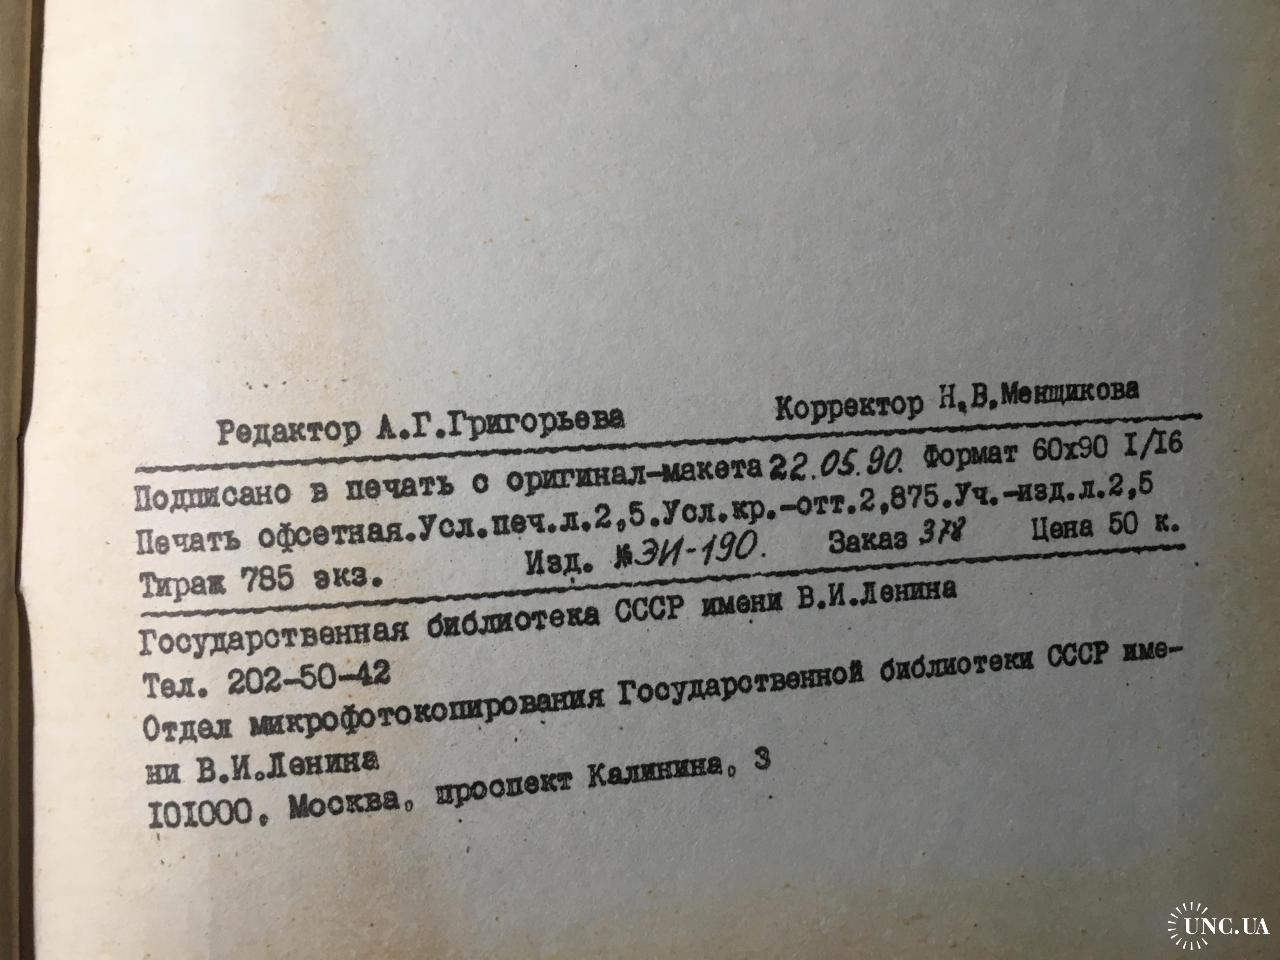 Редактор А.Г.Григорьева Корректор Н.В.Менщикова
Подписано в печать с оригинал-макета 22.05.90. Формат 60х90 I/I6
Печать офсетная.Усл.печ.л.2,5.Усл.кр.-отт.2,875.Уч.-изд.л.2,5
Тираж 785 экз. Изд. № ЭИ-190. Заказ 378 Цена 50 к.
Государственная библиотека СССР имени В.И.Ленина
Тел. 202-50-42
Отдел микрофотокопирования Государственной библиотеки СССР име-
ни В.И.Ленина
I0I000, Москва, проспект Калинина, 3
UNC.UA